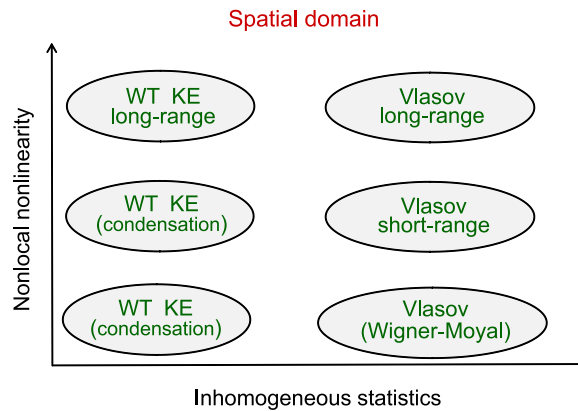 Spatial domain
Nonlocal nonlinearity
WT KE
long-range
Vlasov
long-range
WT KE
(condensation)
Vlasov
short-range
WT KE
(condensation)
Vlasov
(Wigner-Moyal)
Inhomogeneous statistics